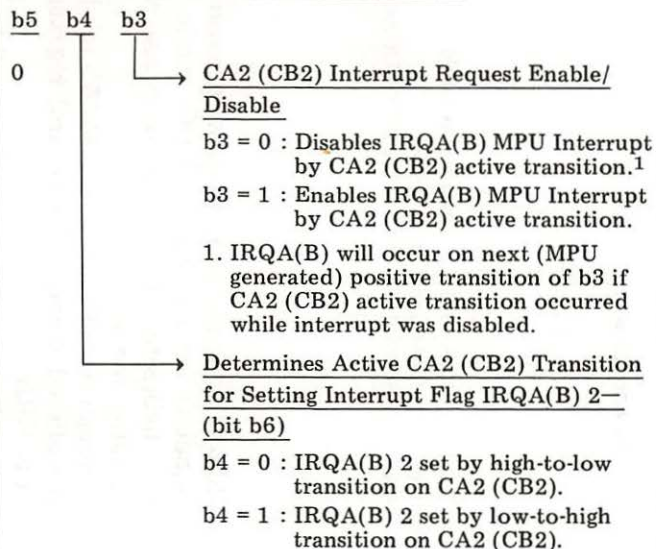 b5 b4 b3
0
CA2 (CB2) Interrupt Request Enable/
Disable
b3 = 0 : Disables IRQA(B) MPU Interrupt
by CA2 (CB2) active transition.1
b3 = 1 : Enables IRQA(B) MPU Interrupt
by CA2 (CB2) active transition.
1. IRQA(B) will occur on next (MPU
generated) positive transition of b3 if
CA2 (CB2) active transition occurred
while interrupt was disabled.
Determines Active CA2 (CB2) Transition
for Setting Interrupt Flag IRQA(B) 2—
(bit b6)
b4 = 0 : IRQA(B) 2 set by high-to-low
transition on CA2 (CB2).
b4 = 1 : IRQA(B) 2 set by low-to-high
transition on CA2 (CB2).